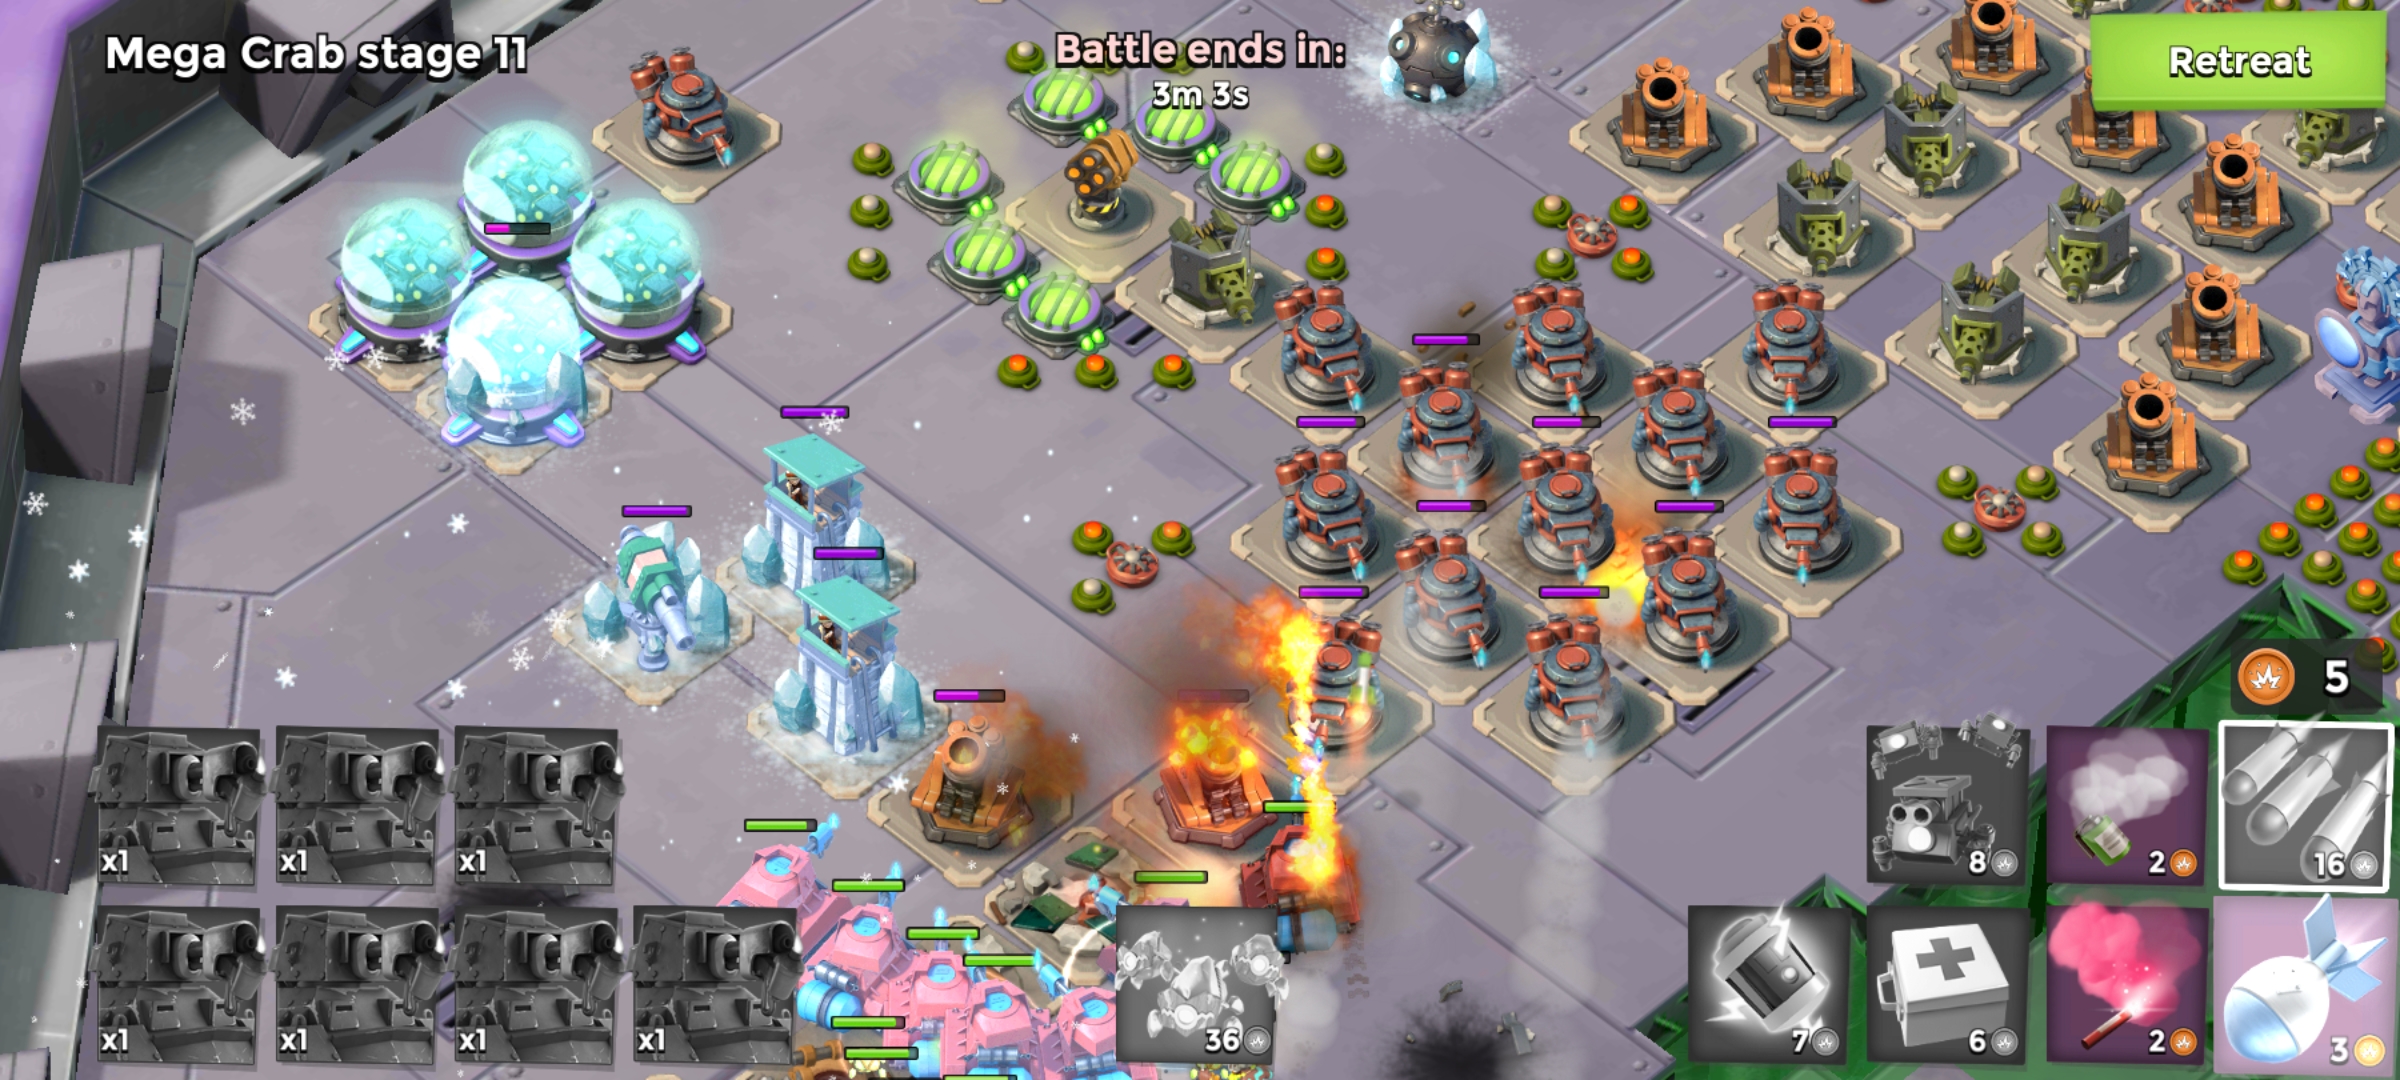 Mega Crab stage 11
Battle ends in:
3m 3s
Retreat
5
x1
x1
x1
8
2
16
x1
x1
x1
x1
36
7
6
2
3